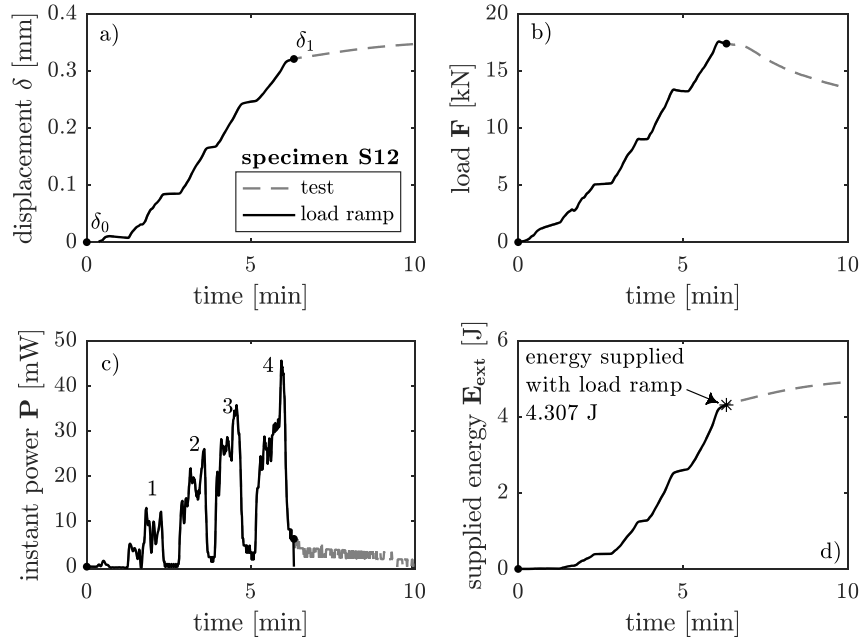 a)
0.4
0.3
0.2
0.1
0
displacement δ [mm]
δ₀
δ₁
specimen S12
test
load ramp
0
5
10
time [min]
b)
20
15
10
5
0
load F [kN]
0
5
10
time [min]
c)
50
40
30
20
10
0
instant power P [mW]
1
2
3
4
0
5
10
time [min]
6
4
2
0
supplied energy E_ext [J]
energy supplied
with load ramp
4.307 J
d)
0
5
10
time [min]